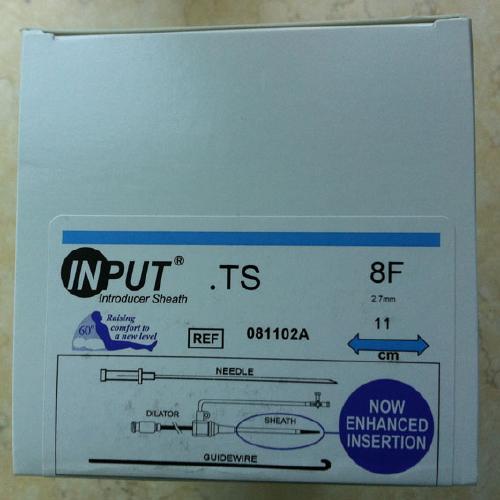 INPUT®
Introducer Sheath
.TS
8F
2.7mm
11
cm
60°
Raising
comfort to
a new level
REF 081102A
NEEDLE
DILATOR
SHEATH
GUIDEWIRE
NOW
ENHANCED
INSERTION